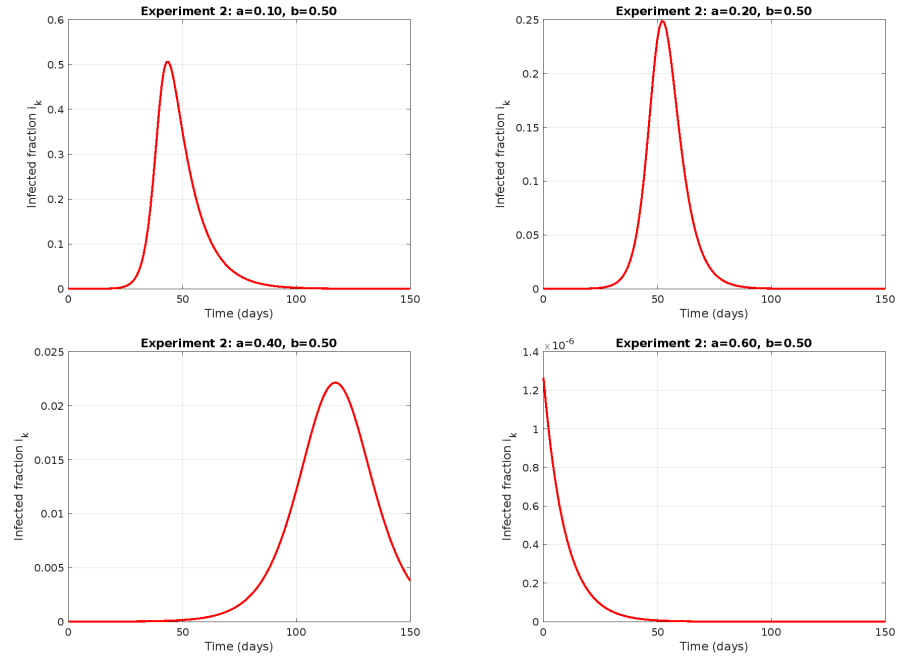 Experiment 2: a=0.10, b=0.50
0.6
0.5
0.4
0.3
0.2
0.1
0
Infected fraction i_k
0 50 100 150
Time (days)
Experiment 2: a=0.20, b=0.50
0.25
0.2
0.15
0.1
0.05
0
Infected fraction i_k
0 50 100 150
Time (days)
Experiment 2: a=0.40, b=0.50
0.025
0.02
0.015
0.01
0.005
0
Infected fraction i_k
0 50 100 150
Time (days)
Experiment 2: a=0.60, b=0.50
×10^-6
1.4
1.2
1
0.8
0.6
0.4
0.2
0
Infected fraction i_k
0 50 100 150
Time (days)